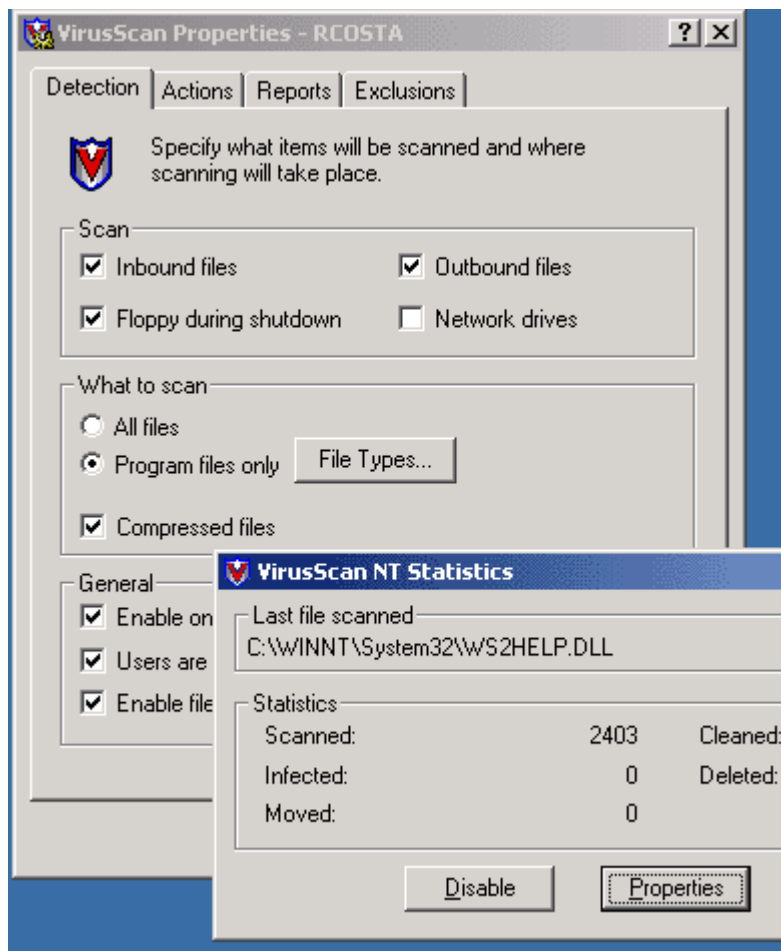 VirusScan Properties - RCOSTA
Detection Actions Reports Exclusions
Specify what items will be scanned and where
scanning will take place.
Scan
Inbound files Outbound files
Floppy during shutdown Network drives
What to scan
All files
Program files only File Types...
Compressed files
General
Enable on
Users are
Enable file
VirusScan NT Statistics
Last file scanned
C:\WINNT\System32\WS2HELP.DLL
Statistics
Scanned: 2403 Cleaned:
Infected: 0 Deleted:
Moved: 0
Disable Properties